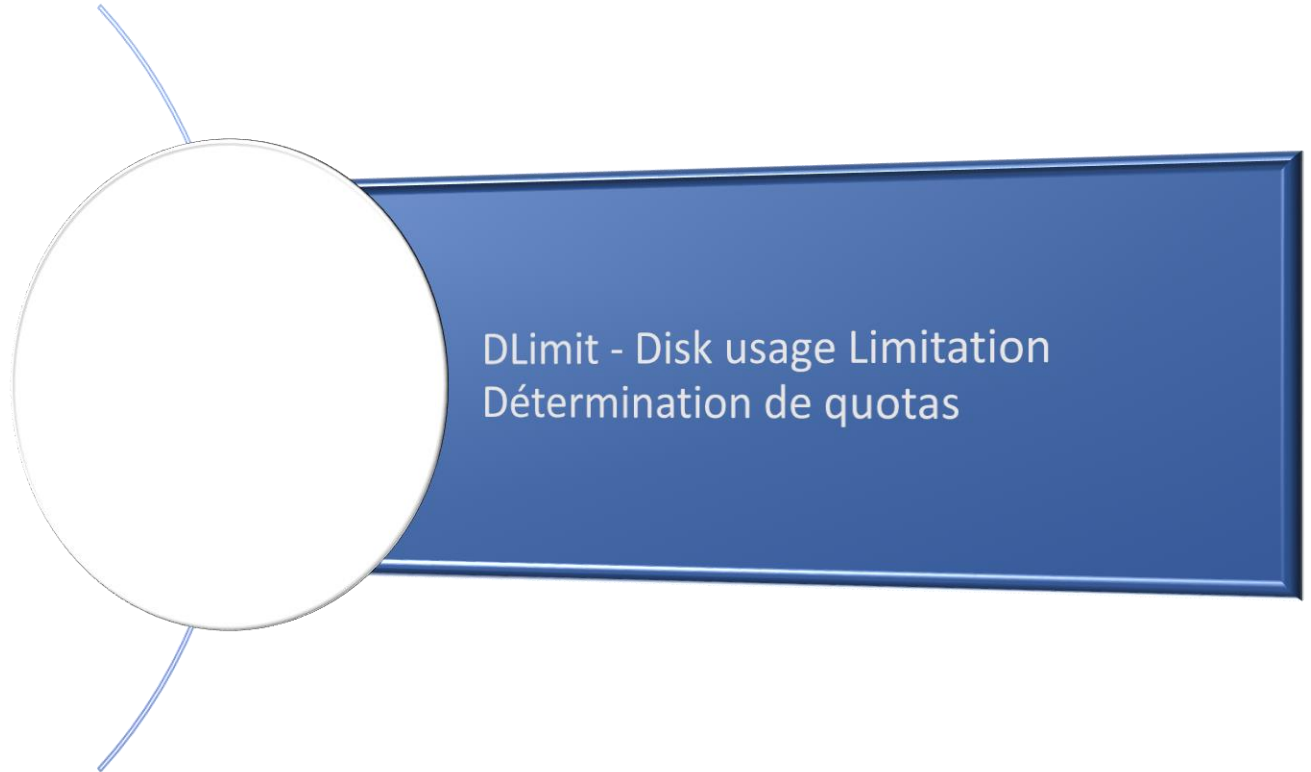 DLimit - Disk usage Limitation
Détermination de quotas